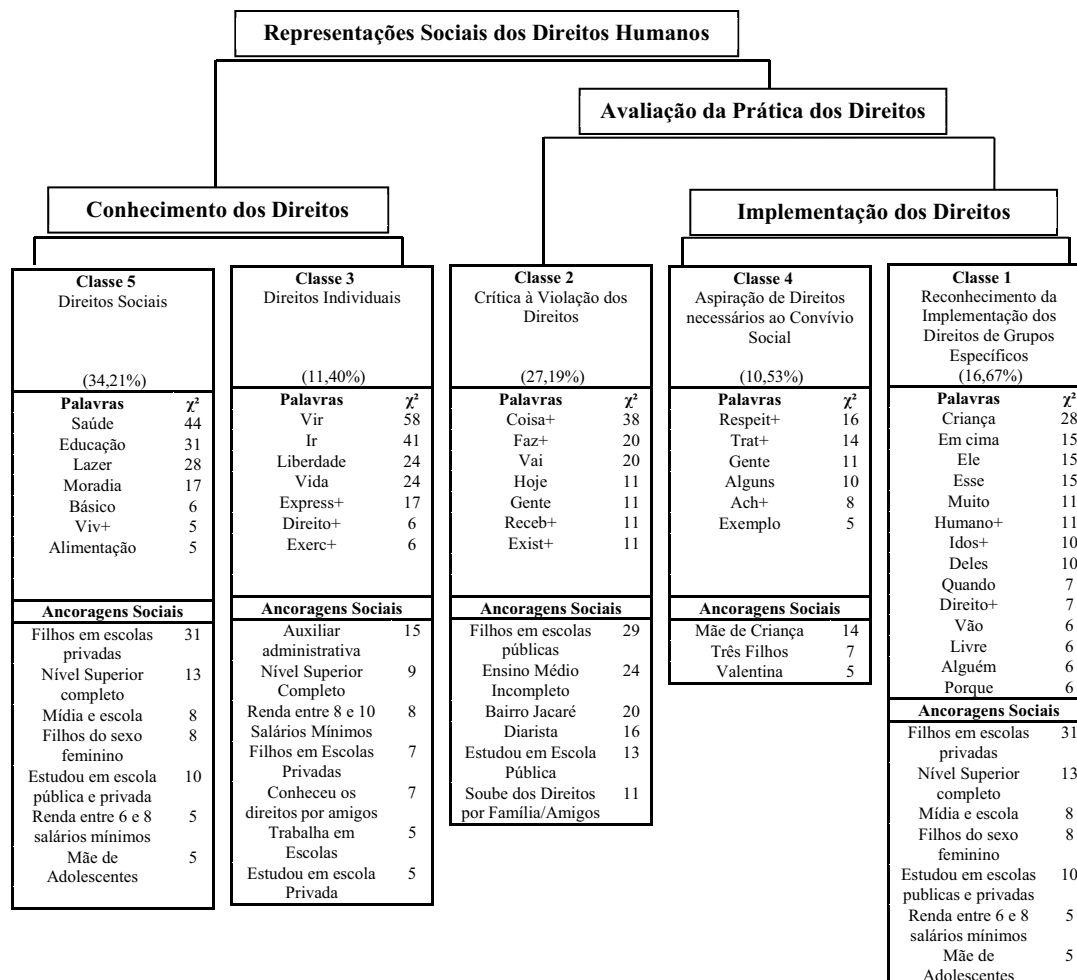 Representações Sociais dos Direitos Humanos
Avaliação da Prática dos Direitos
Conhecimento dos Direitos
Implementação dos Direitos
Classe 5
Direitos Sociais
(34,21%)
Palavras χ²
Saúde 44
Educação 31
Lazer 28
Moradia 17
Básico 6
Viv+ 5
Alimentação 5
Ancoragens Sociais
Filhos em escolas 31
privadas
Nível Superior 13
completo
Mídia e escola 8
Filhos do sexo 8
feminino
Estudou em escola 10
pública e privada
Renda entre 6 e 8 5
salários mínimos
Mãe de 5
Adolescentes
Classe 3
Direitos Individuais
(11,40%)
Palavras χ²
Vir 58
Ir 41
Liberdade 24
Vida 24
Express+ 17
Direito+ 6
Exerc+ 6
Ancoragens Sociais
Auxiliar 15
administrativa
Nível Superior 9
Completo
Renda entre 8 e 10 8
Salários Mínimos
Filhos em Escolas 7
Privadas
Conheceu os 7
direitos por amigos
Trabalha em 5
Escolas
Estudou em escola 5
Privada
Classe 2
Crítica à Violação dos
Direitos
(27,19%)
Palavras χ²
Coisa+ 38
Faz+ 20
Vai 20
Hoje 11
Gente 11
Receb+ 11
Exist+ 11
Ancoragens Sociais
Filhos em escolas 29
públicas
Ensino Médio 24
Incompleto
Bairro Jacaré 20
Diarista 16
Estudou em Escola 13
Pública
Soube dos Direitos 11
por Família/Amigos
Classe 4
Aspiração de Direitos
necessários ao Convívio
Social
(10,53%)
Palavras χ²
Respeit+ 16
Trat+ 14
Gente 11
Alguns 10
Ach+ 8
Exemplo 5
Ancoragens Sociais
Mãe de Criança 14
Três Filhos 7
Valentina 5
Classe 1
Reconhecimento da
Implementação dos
Direitos de Grupos
Específicos
(16,67%)
Palavras χ²
Criança 28
Em cima 15
Ele 15
Esse 15
Muito 11
Humano+ 11
Idos+ 10
Deles 10
Quando 7
Direito+ 7
Vão 6
Livre 6
Alguém 6
Porque 6
Ancoragens Sociais
Filhos em escolas 31
privadas
Nível Superior 13
completo
Mídia e escola 8
Filhos do sexo 8
feminino
Estudou em escolas 10
publicas e privadas
Renda entre 6 e 8 5
salários mínimos
Mãe de 5
Adolescentes